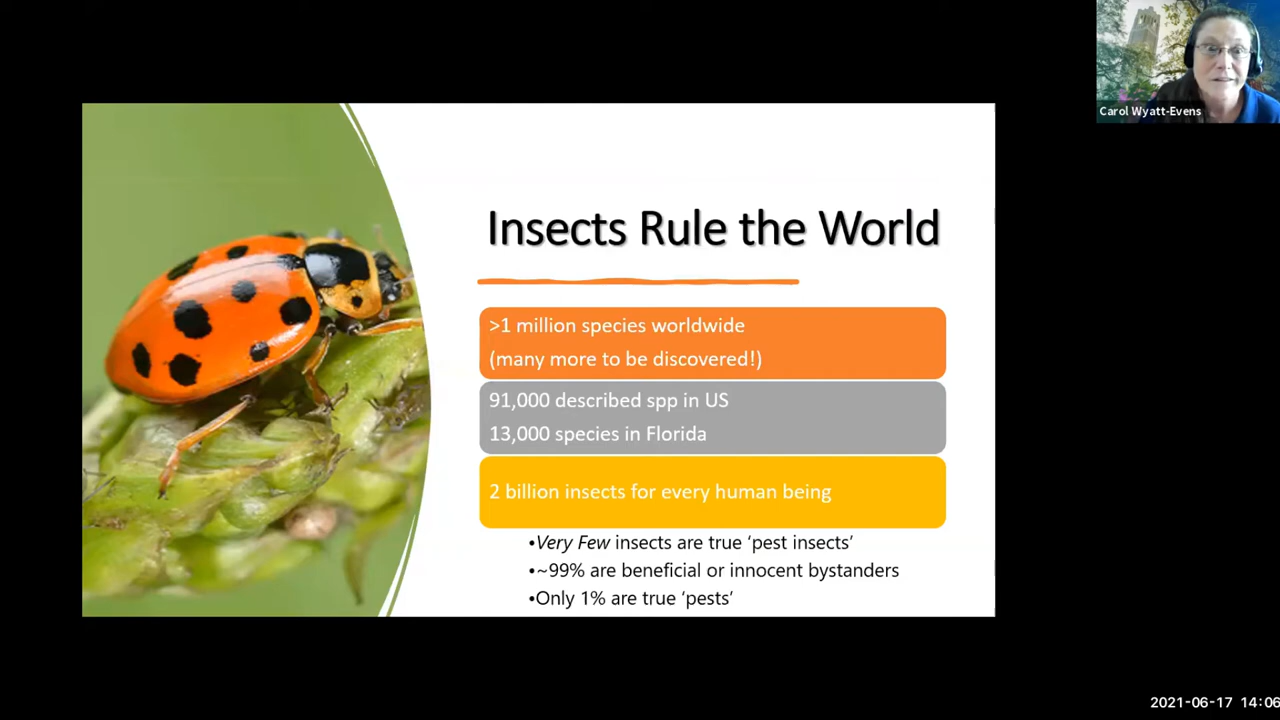 Carol Wyatt-Evens
Insects Rule the World
>1 million species worldwide
(many more to be discovered!)
91,000 described spp in US
13,000 species in Florida
2 billion insects for every human being
•Very Few insects are true ‘pest insects’
•~99% are beneficial or innocent bystanders
•Only 1% are true ‘pests’
2021-06-17 14:06